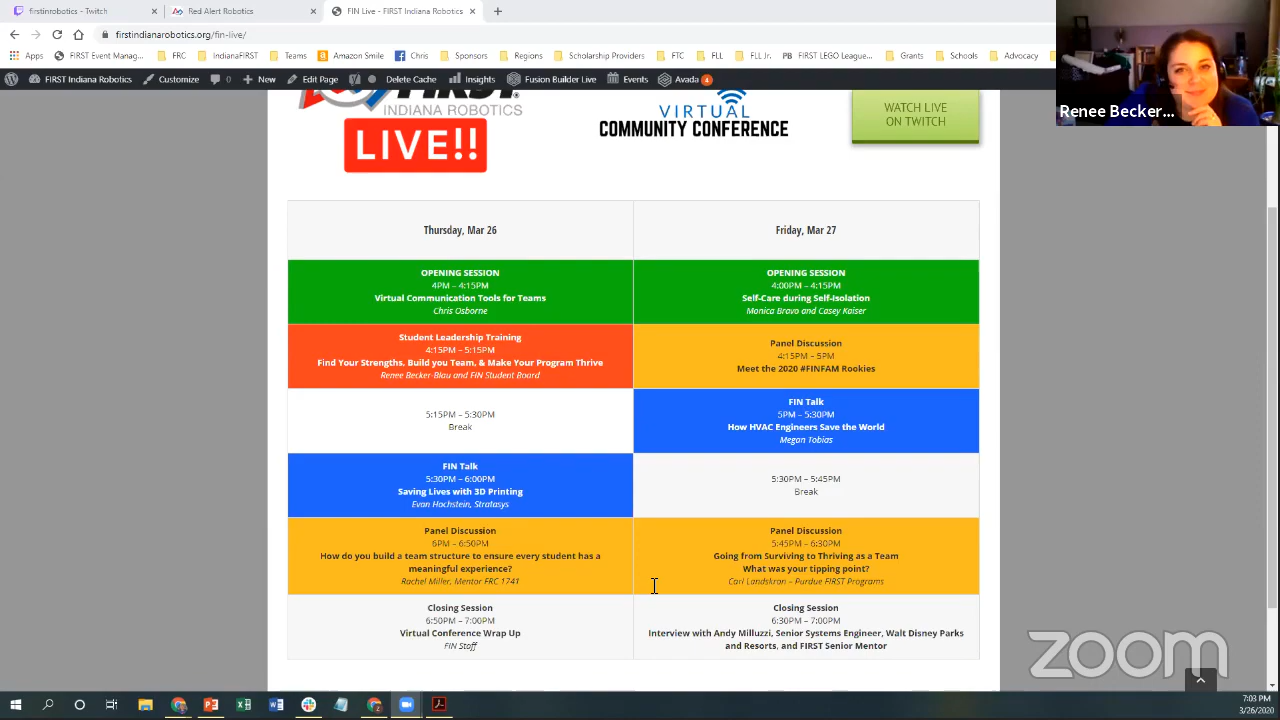 firstinrobotics - Twitch
Red Alert Robotics
FIN Live - FIRST Indiana Robotics
firstindianarobotics.org/fin-live/
Apps
FIRST Event Manag...
FRC
IndianaFIRST
Teams
Amazon Smile
Chris
Sponsors
Regions
Scholarship Providers
FTC
FLL
FLL Jr.
PB FIRST LEGO League...
Grants
Schools
Advocacy
FIRST Indiana Robotics
Customize
0
New
Edit Page
Delete Cache
Insights
Fusion Builder Live
Events
Avada 4
Renee Becker...
FIRST
INDIANA ROBOTICS
LIVE!!
VIRTUAL
COMMUNITY CONFERENCE
WATCH LIVE
ON TWITCH
Thursday, Mar 26
Friday, Mar 27
OPENING SESSION
4PM – 4:15PM
Virtual Communication Tools for Teams
Chris Osborne
OPENING SESSION
4:00PM – 4:15PM
Self-Care during Self-Isolation
Monica Bravo and Casey Kaiser
Student Leadership Training
4:15PM – 5:15PM
Find Your Strengths, Build you Team, & Make Your Program Thrive
Renee Becker-Blau and FIN Student Board
Panel Discussion
4:15PM – 5PM
Meet the 2020 #FINFAM Rookies
5:15PM – 5:30PM
Break
FIN Talk
5PM – 5:30PM
How HVAC Engineers Save the World
Megan Tobias
FIN Talk
5:30PM – 6:00PM
Saving Lives with 3D Printing
Evan Hochstein, Stratasys
5:30PM – 5:45PM
Break
Panel Discussion
6PM – 6:50PM
How do you build a team structure to ensure every student has a
meaningful experience?
Rachel Miller, Mentor FRC 1741
Panel Discussion
5:45PM – 6:30PM
Going from Surviving to Thriving as a Team
What was your tipping point?
Carl Landskron – Purdue FIRST Programs
Closing Session
6:50PM – 7:00PM
Virtual Conference Wrap Up
FIN Staff
Closing Session
6:30PM – 7:00PM
Interview with Andy Milluzzi, Senior Systems Engineer, Walt Disney Parks
and Resorts, and FIRST Senior Mentor
zoom
7:03 PM
3/26/2020